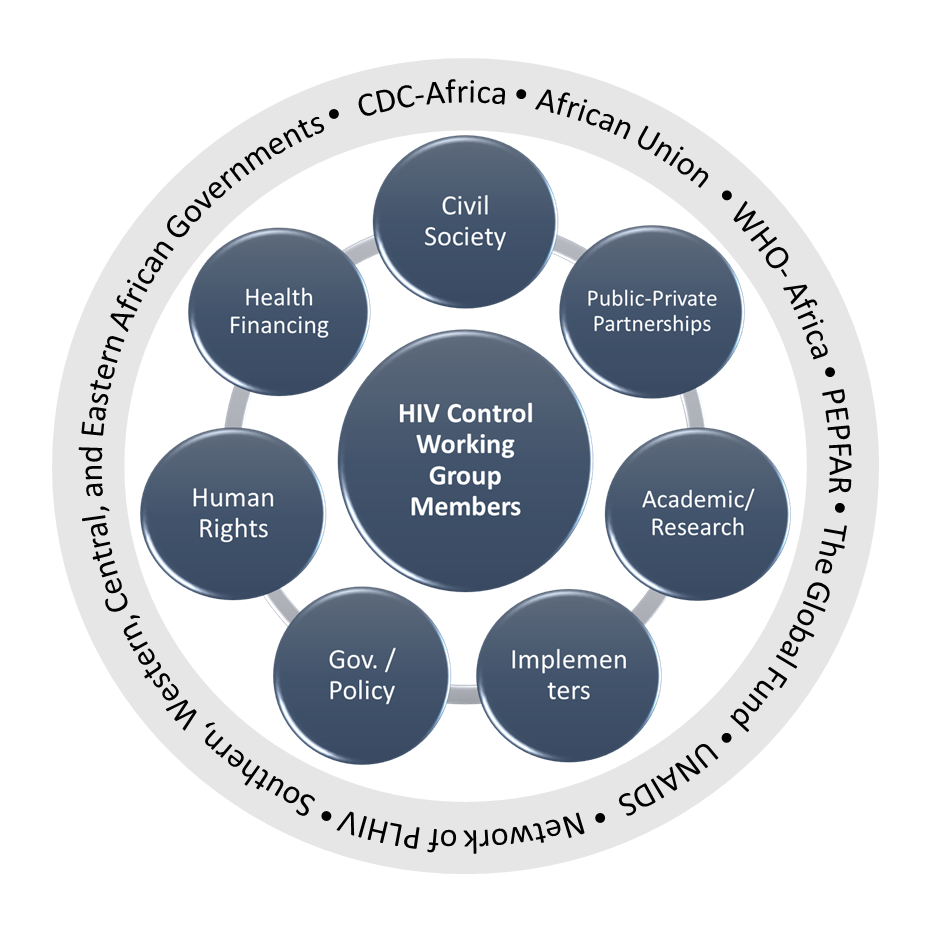 CDC-Africa • African Union • WHO- Africa • PEPFAR • The Global Fund • UNAIDS • Network of PLHIV • Southern, Western, Central, and Eastern African Governments •
Civil
Society
Public-Private
Partnerships
Academic/
Research
Implemen
ters
Gov. /
Policy
Human
Rights
Health
Financing
HIV Control
Working
Group
Members